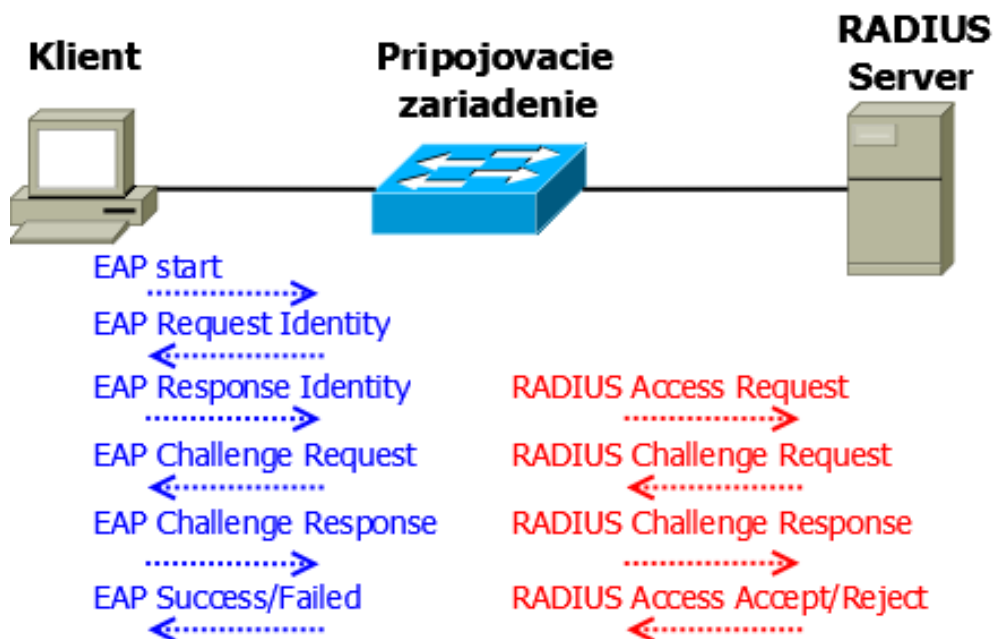 Klient
Pripojovacie
zariadenie
RADIUS
Server
EAP start
EAP Request Identity
EAP Response Identity
RADIUS Access Request
EAP Challenge Request
RADIUS Challenge Request
EAP Challenge Response
RADIUS Challenge Response
EAP Success/Failed
RADIUS Access Accept/Reject